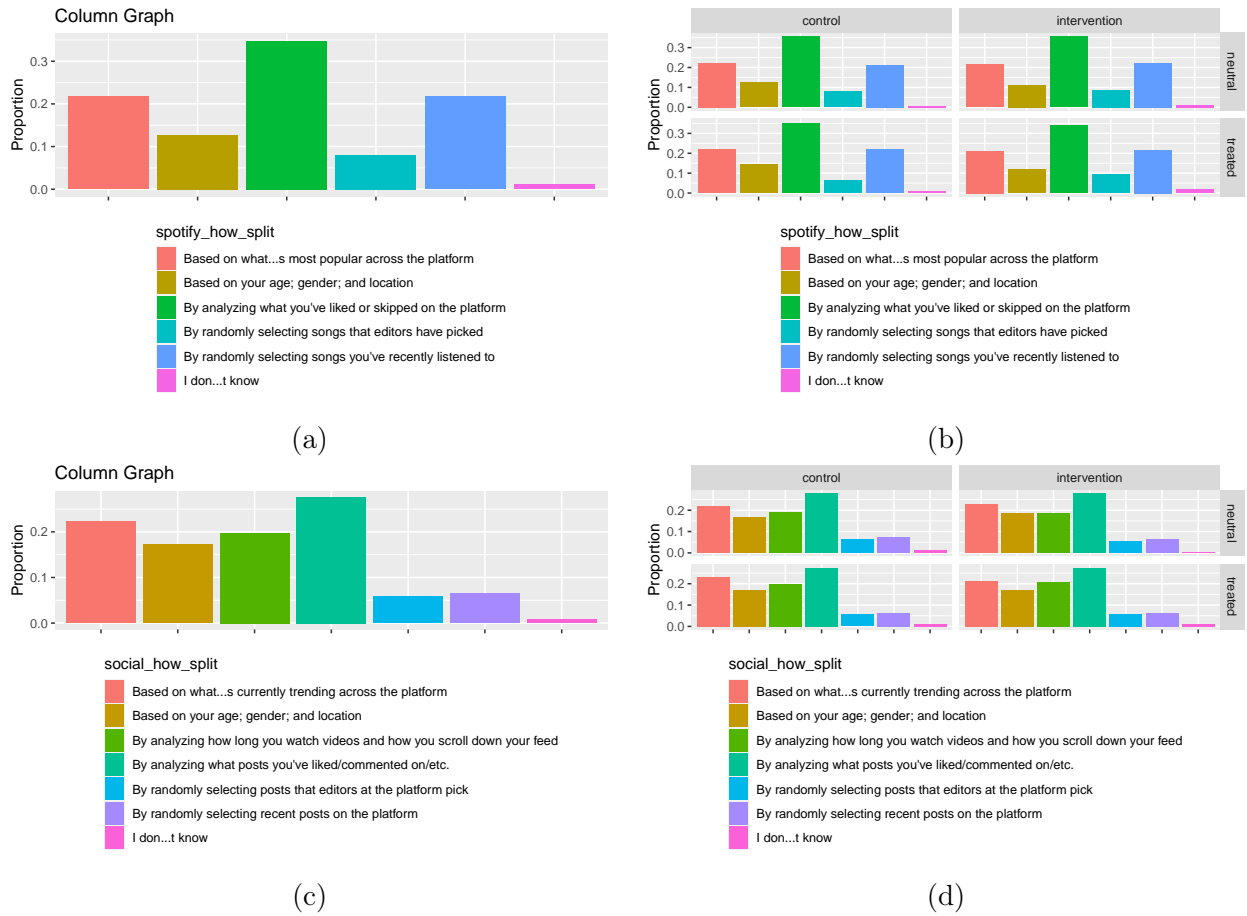 Column Graph
Proportion
0.3
0.2
0.1
0.0
spotify_how_split
Based on what...s most popular across the platform
Based on your age; gender; and location
By analyzing what you've liked or skipped on the platform
By randomly selecting songs that editors have picked
By randomly selecting songs you've recently listened to
I don...t know
(a)
control
intervention
neutral
treated
Proportion
0.3
0.2
0.1
0.0
0.3
0.2
0.1
0.0
spotify_how_split
Based on what...s most popular across the platform
Based on your age; gender; and location
By analyzing what you've liked or skipped on the platform
By randomly selecting songs that editors have picked
By randomly selecting songs you've recently listened to
I don...t know
(b)
Column Graph
Proportion
0.2
0.1
0.0
social_how_split
Based on what...s currently trending across the platform
Based on your age; gender; and location
By analyzing how long you watch videos and how you scroll down your feed
By analyzing what posts you've liked/commented on/etc.
By randomly selecting posts that editors at the platform pick
By randomly selecting recent posts on the platform
I don...t know
(c)
control
intervention
neutral
treated
Proportion
0.2
0.1
0.0
0.2
0.1
0.0
social_how_split
Based on what...s currently trending across the platform
Based on your age; gender; and location
By analyzing how long you watch videos and how you scroll down your feed
By analyzing what posts you've liked/commented on/etc.
By randomly selecting posts that editors at the platform pick
By randomly selecting recent posts on the platform
I don...t know
(d)